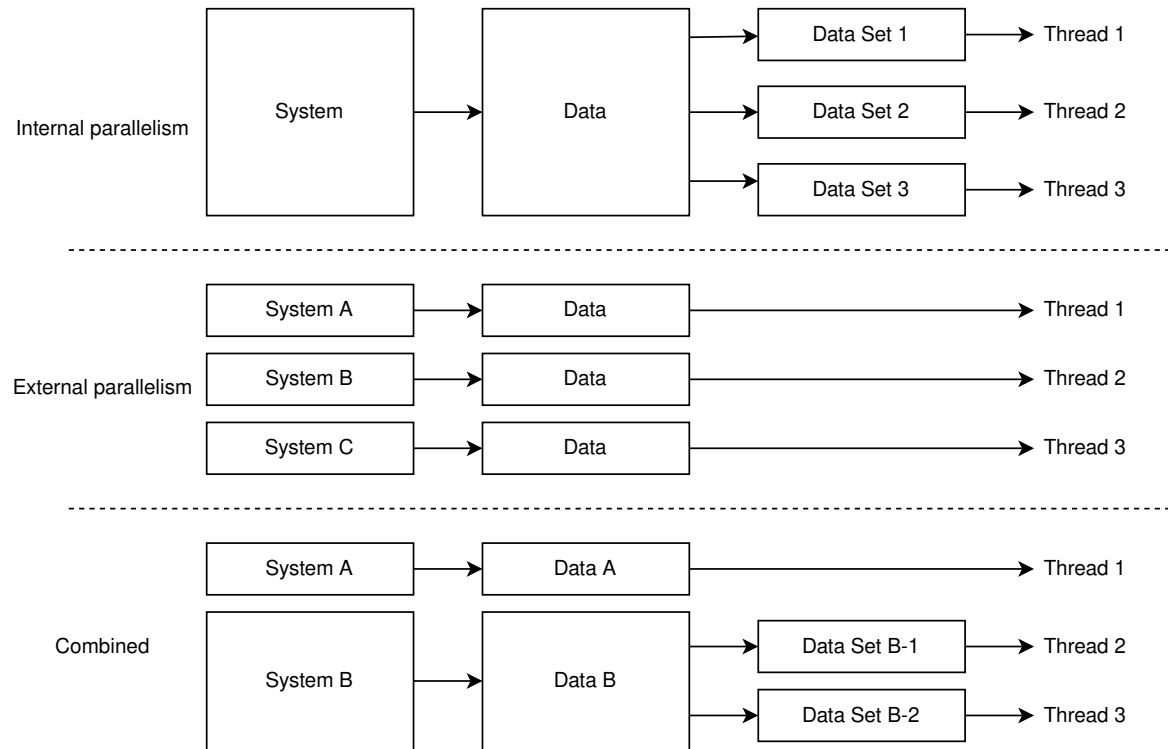 Internal parallelism
System
Data
Data Set 1
Thread 1
Data Set 2
Thread 2
Data Set 3
Thread 3
External parallelism
System A
Data
Thread 1
System B
Data
Thread 2
System C
Data
Thread 3
Combined
System A
Data A
Thread 1
System B
Data B
Data Set B-1
Thread 2
Data Set B-2
Thread 3